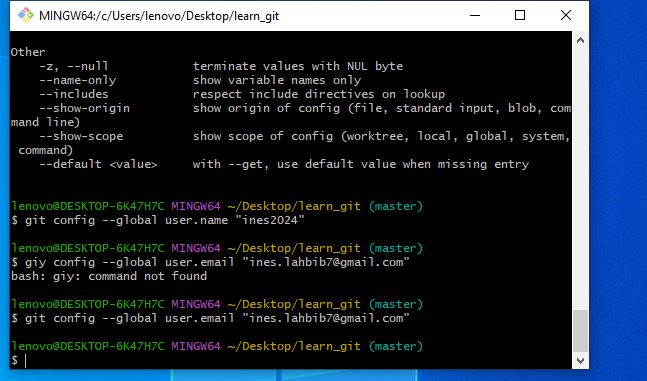 MINGW64:/c/Users/lenovo/Desktop/learn_git
Other
    -z, --null            terminate values with NUL byte
    --name-only           show variable names only
    --includes            respect include directives on lookup
    --show-origin         show origin of config (file, standard input, blob, com
mand line)
    --show-scope          show scope of config (worktree, local, global, system,
 command)
    --default <value>     with --get, use default value when missing entry
lenovo@DESKTOP-6K47H7C MINGW64 ~/Desktop/learn_git (master)
$ git config --global user.name "ines2024"
lenovo@DESKTOP-6K47H7C MINGW64 ~/Desktop/learn_git (master)
$ giy config --global user.email "ines.lahbib7@gmail.com"
bash: giy: command not found
lenovo@DESKTOP-6K47H7C MINGW64 ~/Desktop/learn_git (master)
$ git config --global user.email "ines.lahbib7@gmail.com"
lenovo@DESKTOP-6K47H7C MINGW64 ~/Desktop/learn_git (master)
$